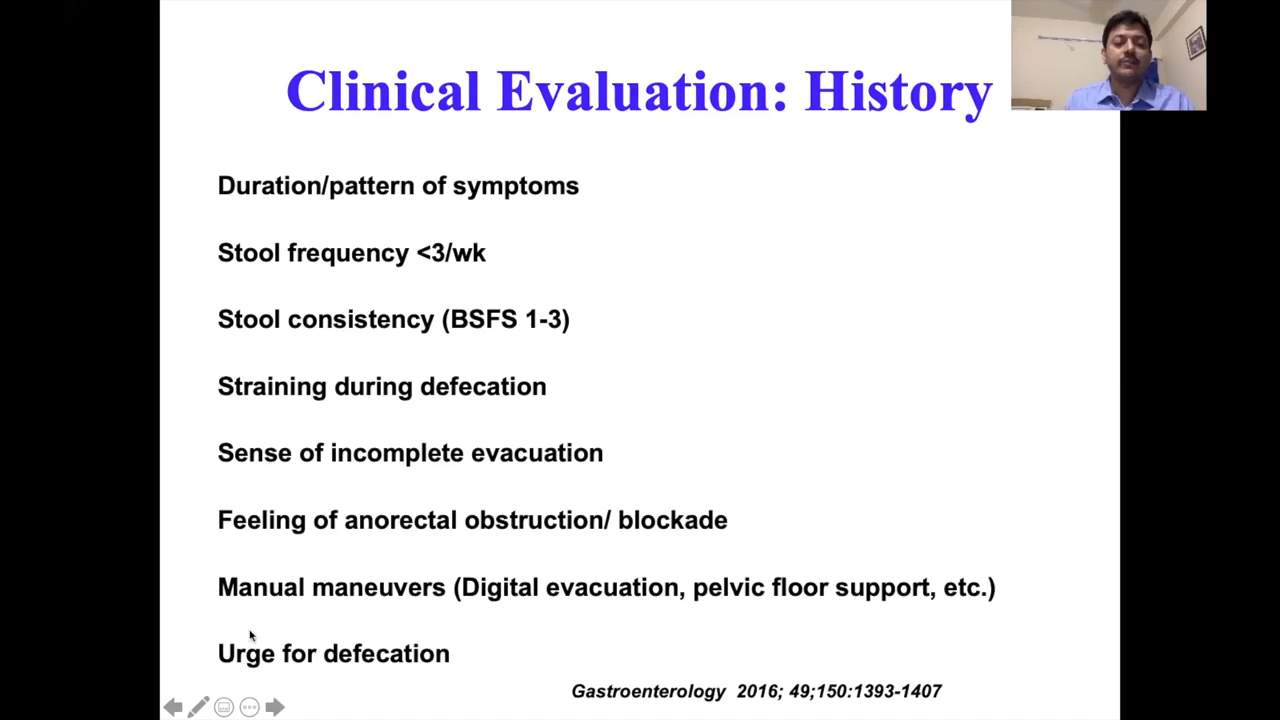 Clinical Evaluation: History
Duration/pattern of symptoms
Stool frequency <3/wk
Stool consistency (BSFS 1-3)
Straining during defecation
Sense of incomplete evacuation
Feeling of anorectal obstruction/ blockade
Manual maneuvers (Digital evacuation, pelvic floor support, etc.)
Urge for defecation
Gastroenterology 2016; 49;150:1393-1407